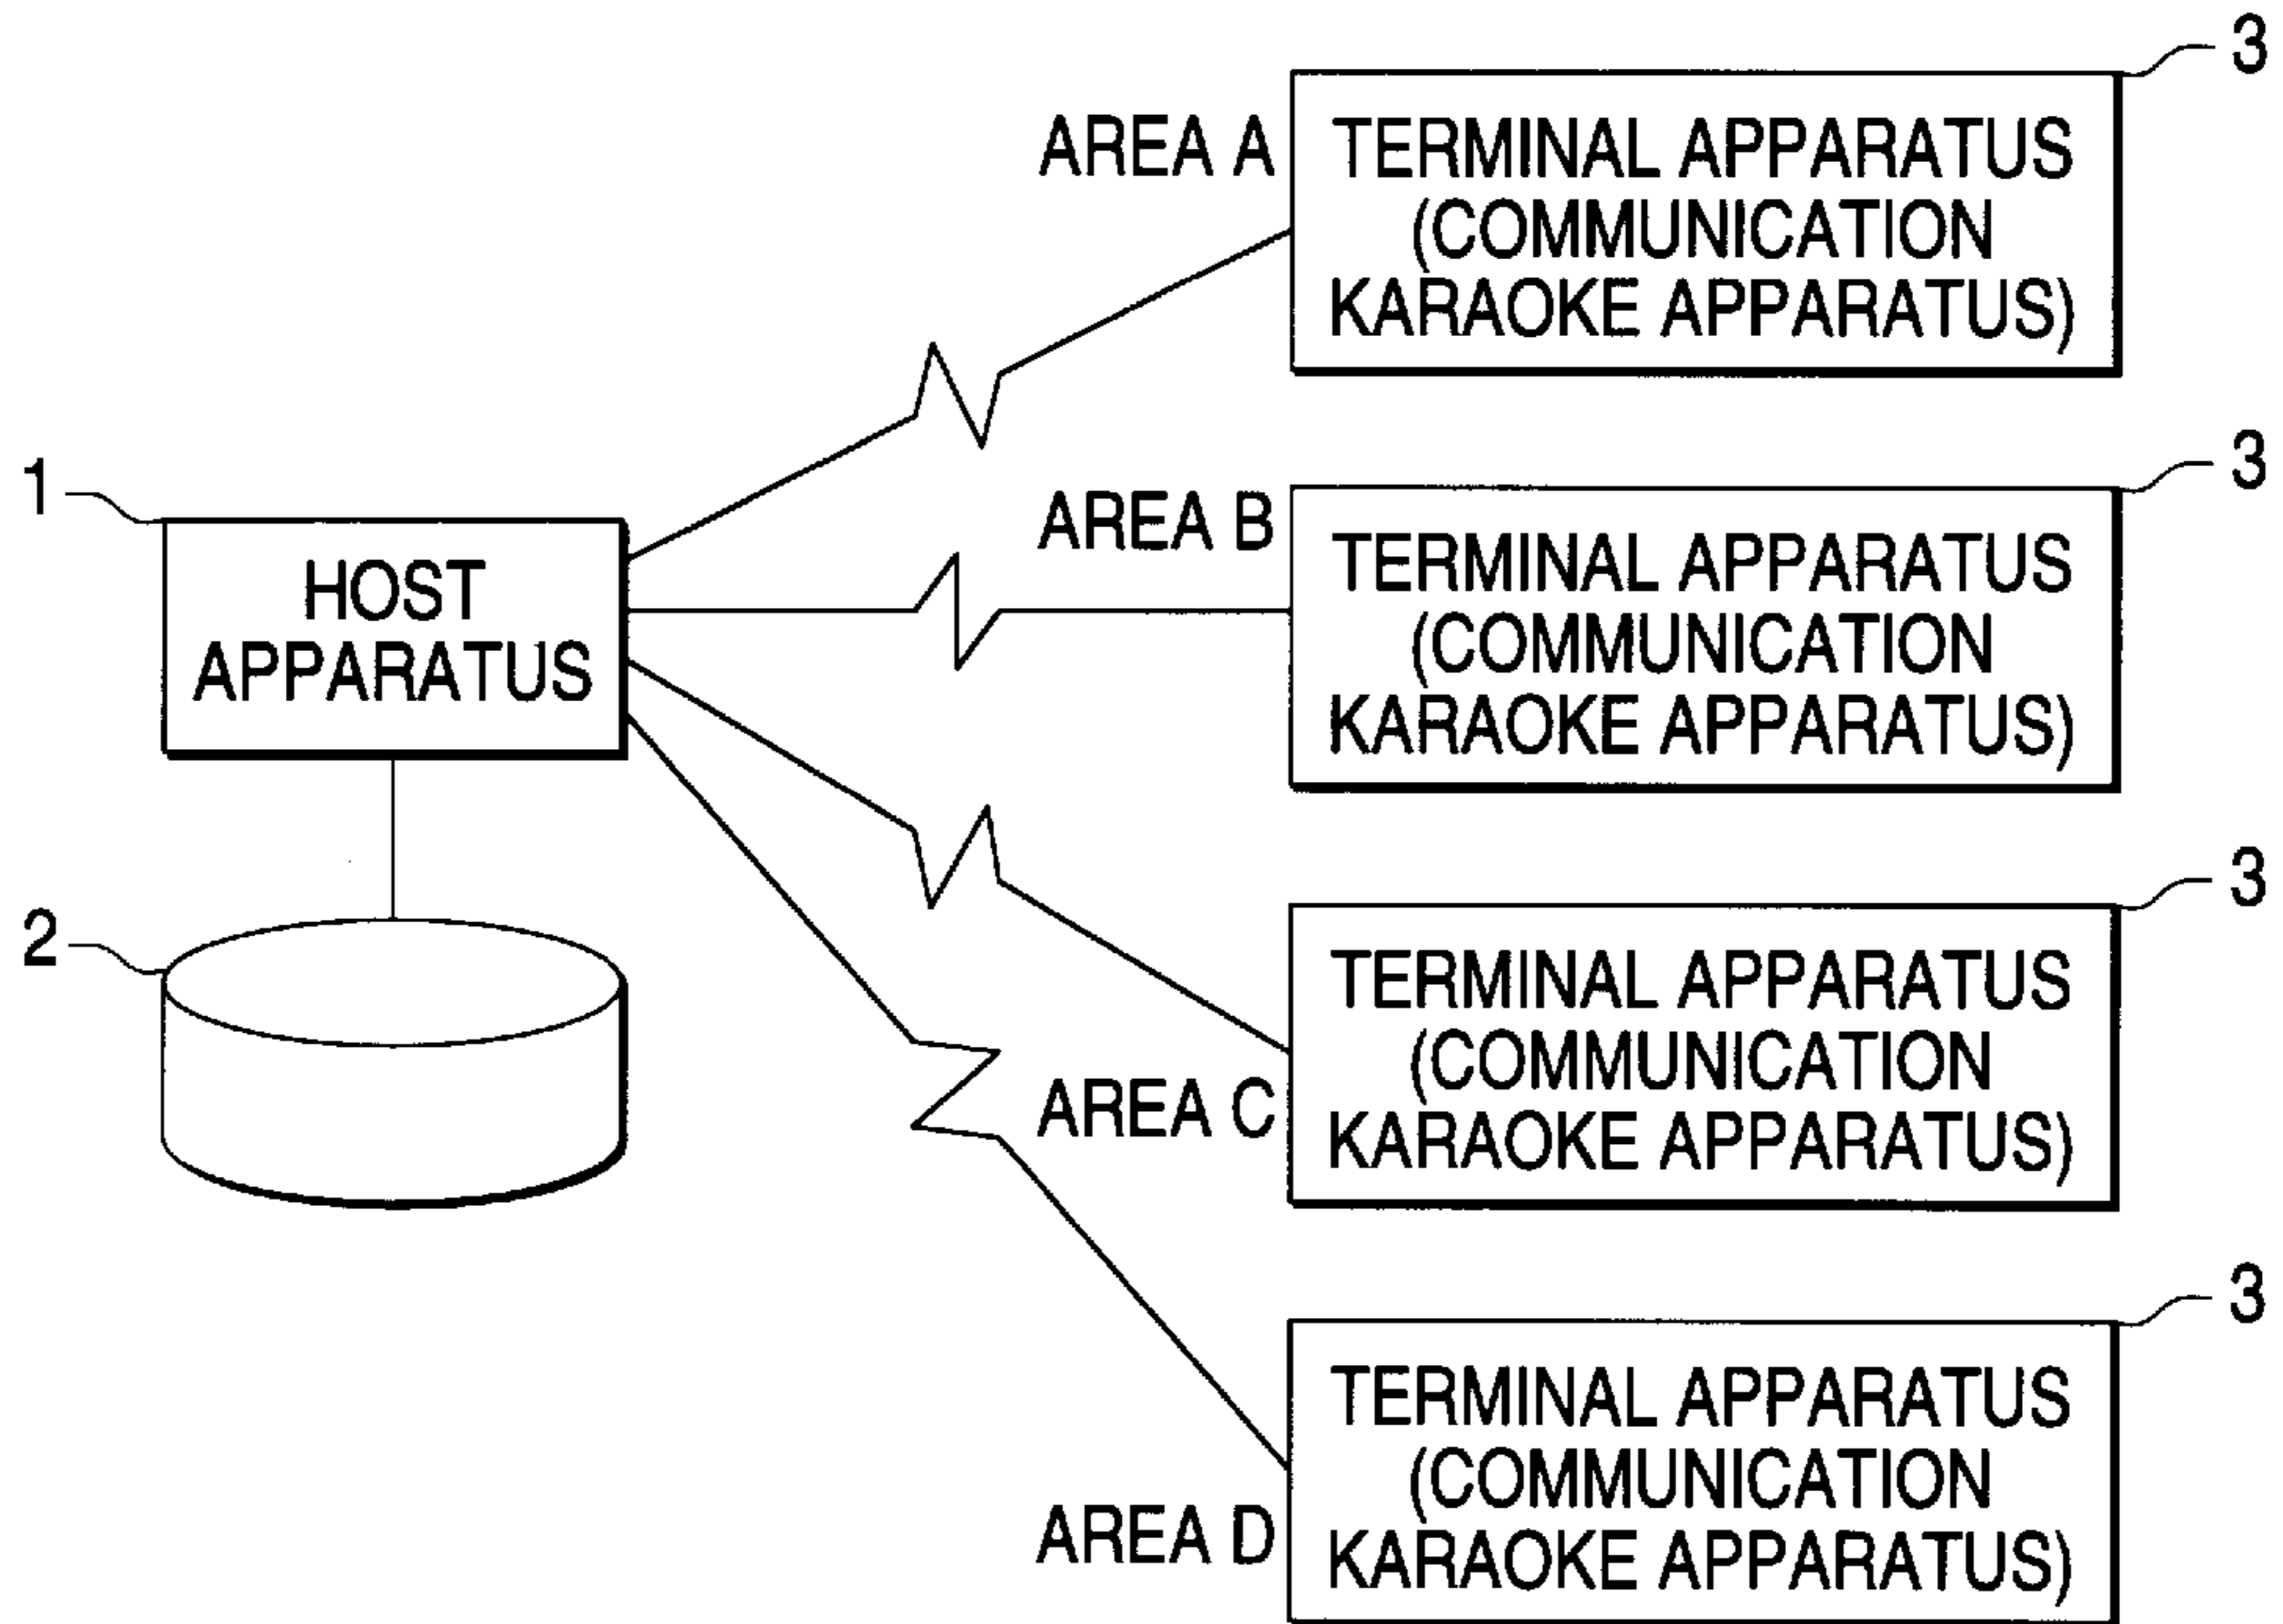 3
AREA A
TERMINAL APPARATUS
(COMMUNICATION
KARAOKE APPARATUS)
3
AREA B
TERMINAL APPARATUS
(COMMUNICATION
KARAOKE APPARATUS)
1
HOST
APPARATUS
2
3
AREA C
TERMINAL APPARATUS
(COMMUNICATION
KARAOKE APPARATUS)
3
AREA D
TERMINAL APPARATUS
(COMMUNICATION
KARAOKE APPARATUS)